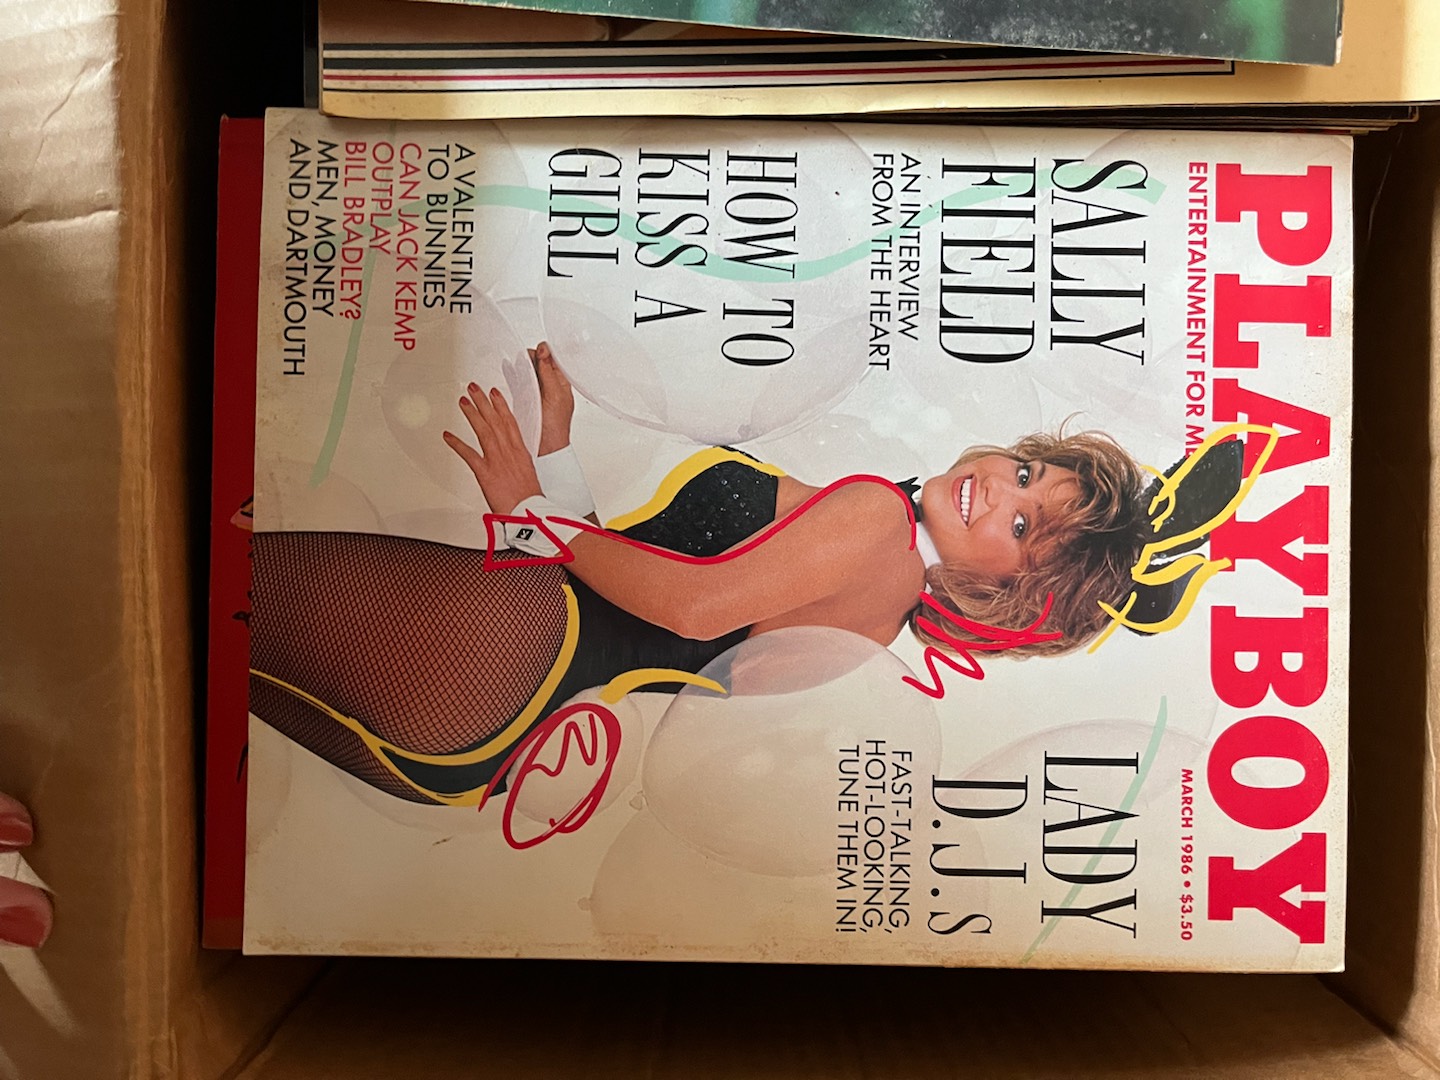 PLAYBOY
ENTERTAINMENT FOR ME
MARCH 1986 • $3.50
SALLY
FIELD
AN INTERVIEW
FROM THE HEART
HOW TO
KISS A
GIRL
A VALENTINE
TO BUNNIES
CAN JACK KEMP
OUTPLAY
BILL BRADLEY?
MEN, MONEY
AND DARTMOUTH
LADY
D.J.S
FAST-TALKING,
HOT-LOOKING,
TUNE THEM IN!